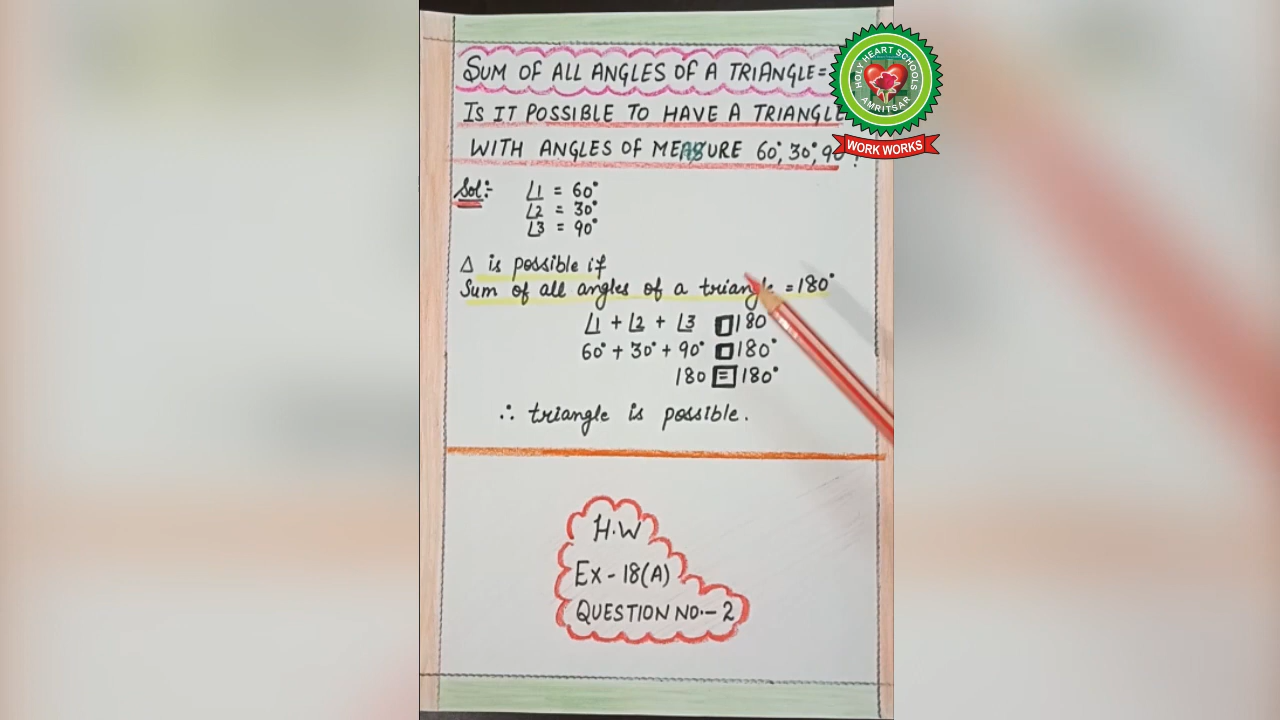 SUM OF ALL ANGLES OF A TRIANGLE=
IS IT POSSIBLE TO HAVE A TRIANGLE
WITH ANGLES OF MEASURE 60°, 30°, 90°?
Sol:-
∠1 = 60°
∠2 = 30°
∠3 = 90°
Δ is possible if
Sum of all angles of a triangle =180°
∠1 + ∠2 + ∠3 □ 180
60° + 30° + 90° □ 180°
180 = 180°
∴ triangle is possible.
H.W
Ex - 18(A)
QUESTION NO.- 2
HOLY HEART SCHOOLS
AMRITSAR
WORK WORKS